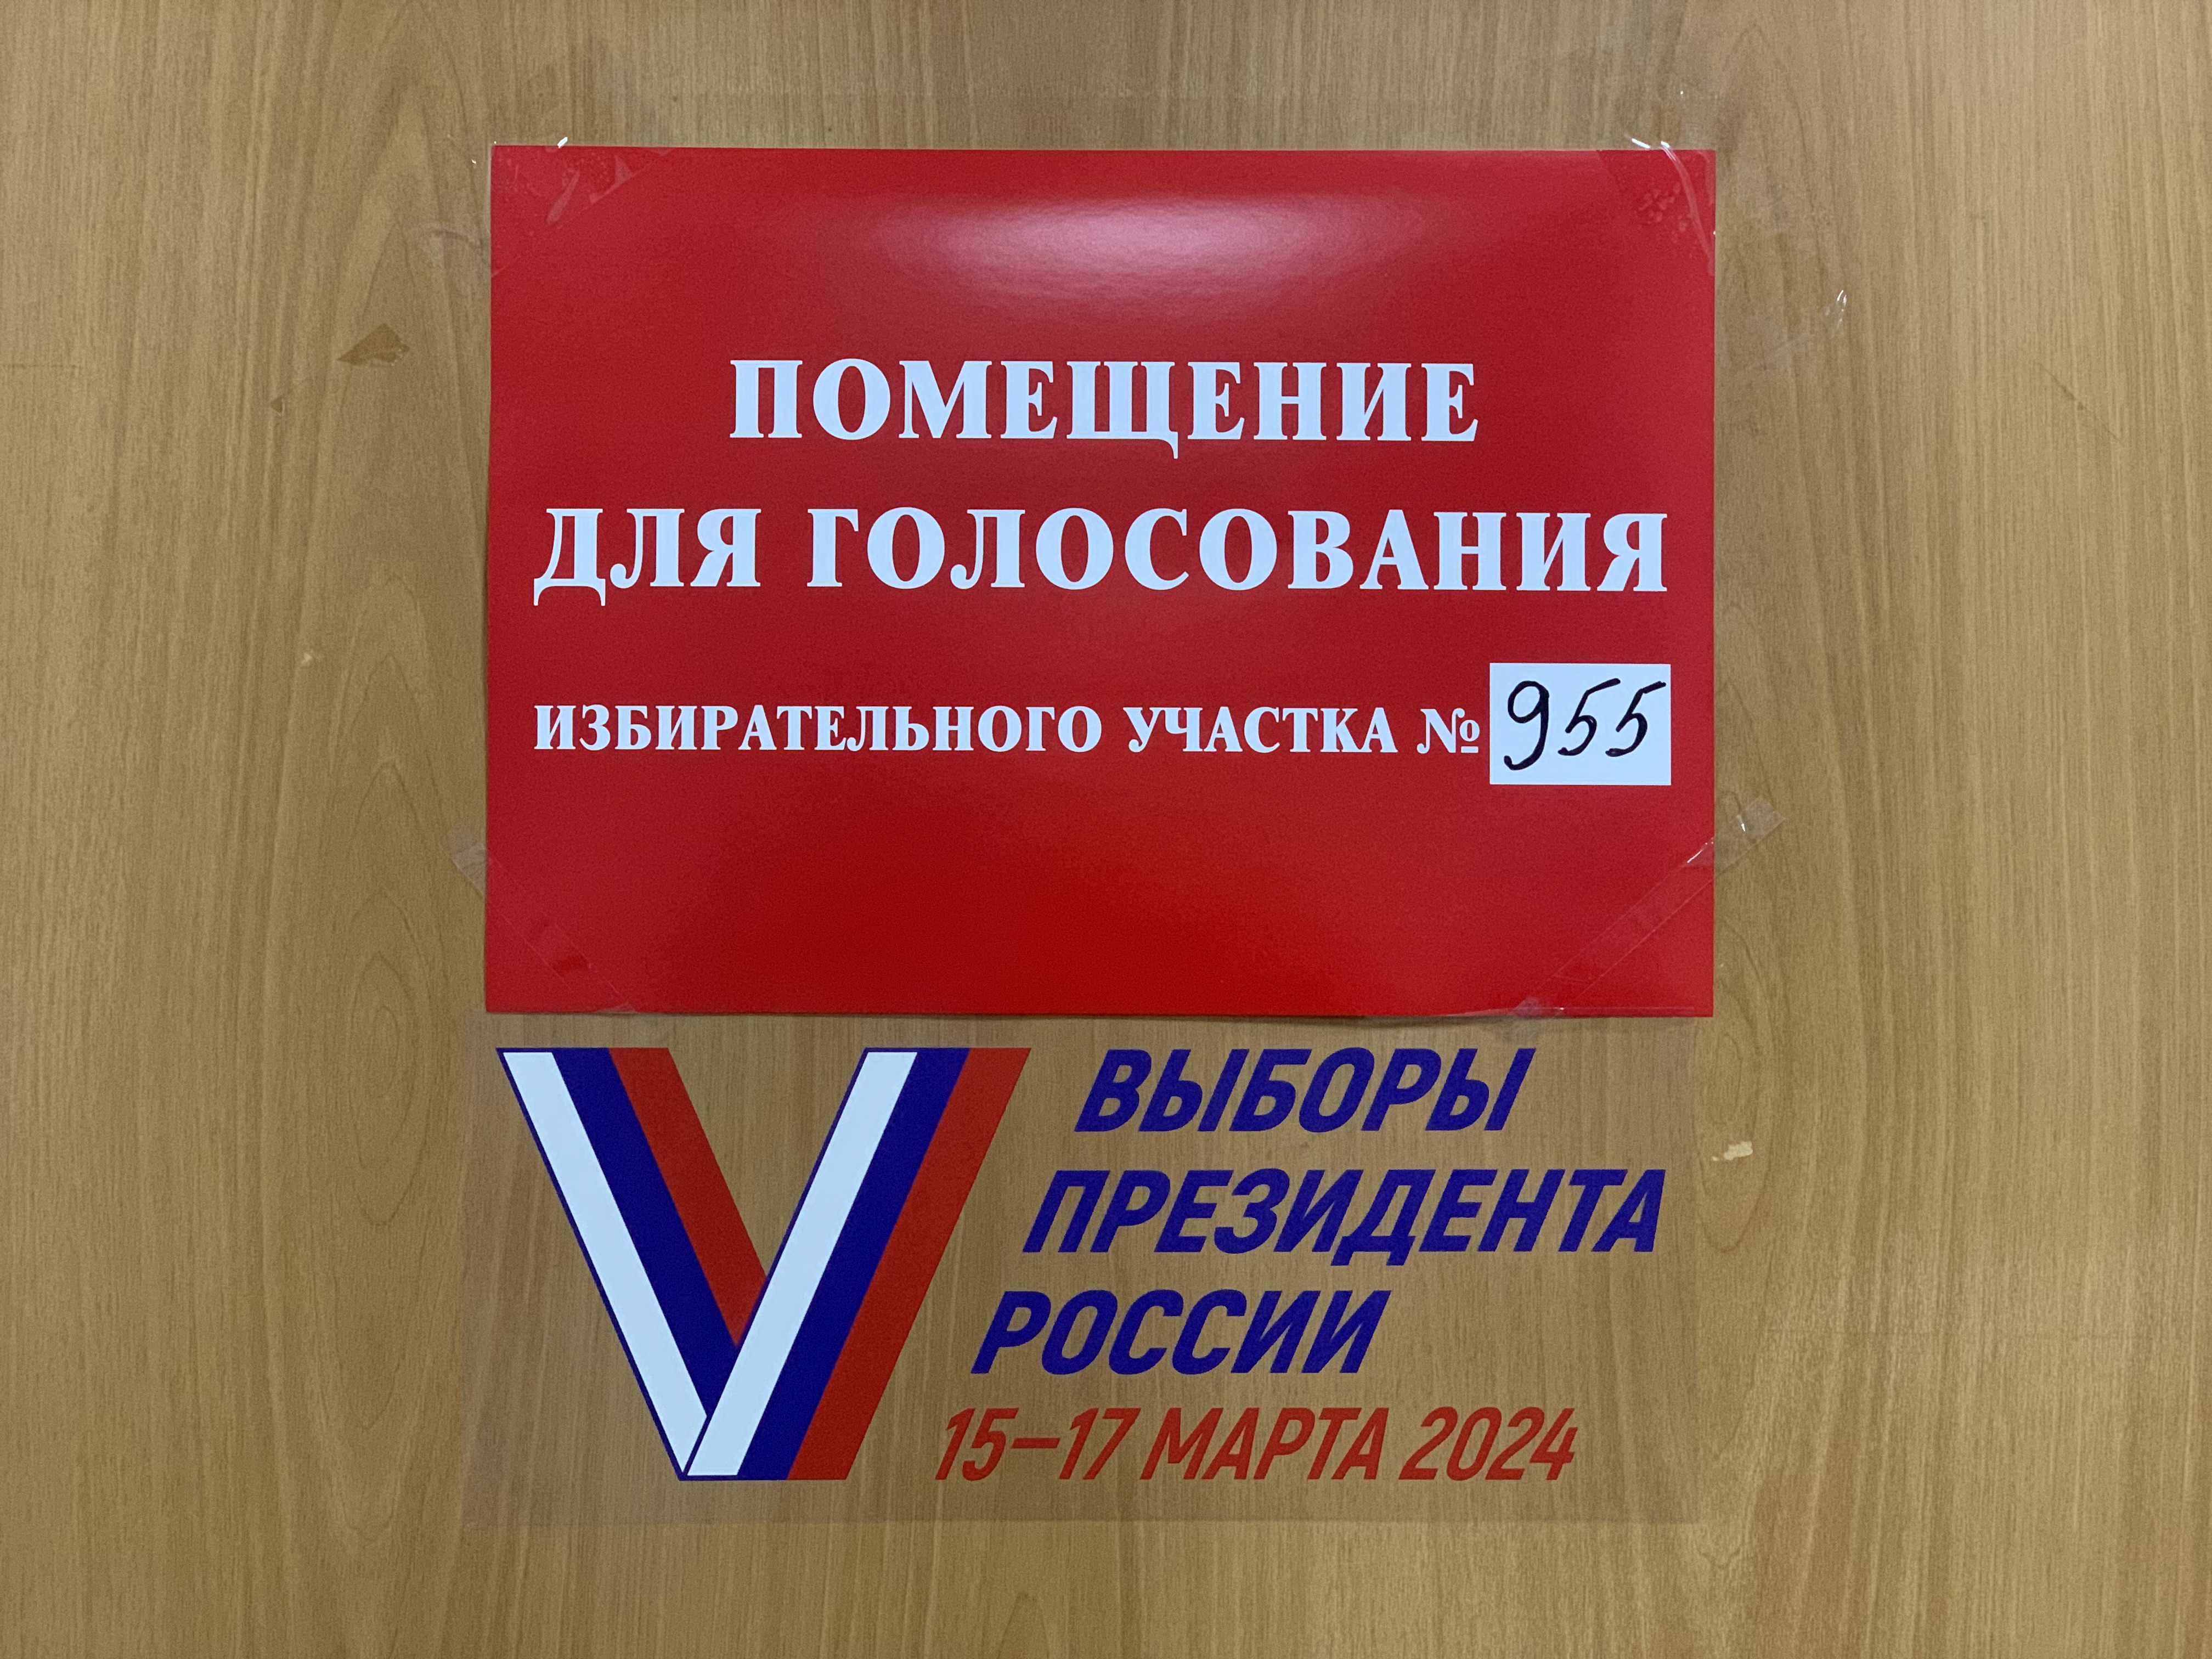 ПОМЕЩЕНИЕ
ДЛЯ ГОЛОСОВАНИЯ
ИЗБИРАТЕЛЬНОГО УЧАСТКА № 955
ВЫБОРЫ
ПРЕЗИДЕНТА
РОССИИ
15–17 МАРТА 2024